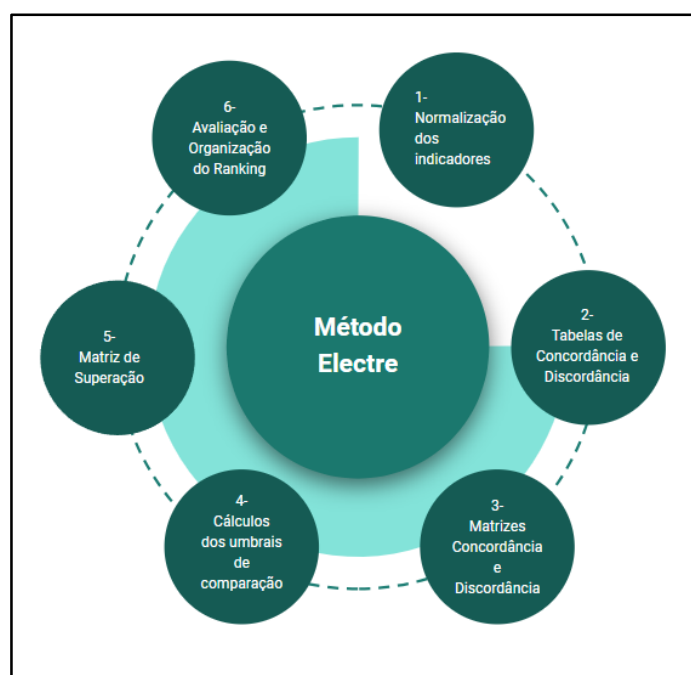 Método
Electre
1-
Normalização
dos
indicadores
2-
Tabelas de
Concordância e
Discordância
3-
Matrizes
Concordância
e
Discordância
4-
Cálculos
dos umbrais
de
comparação
5-
Matriz de
Superação
6-
Avaliação e
Organização
do Ranking